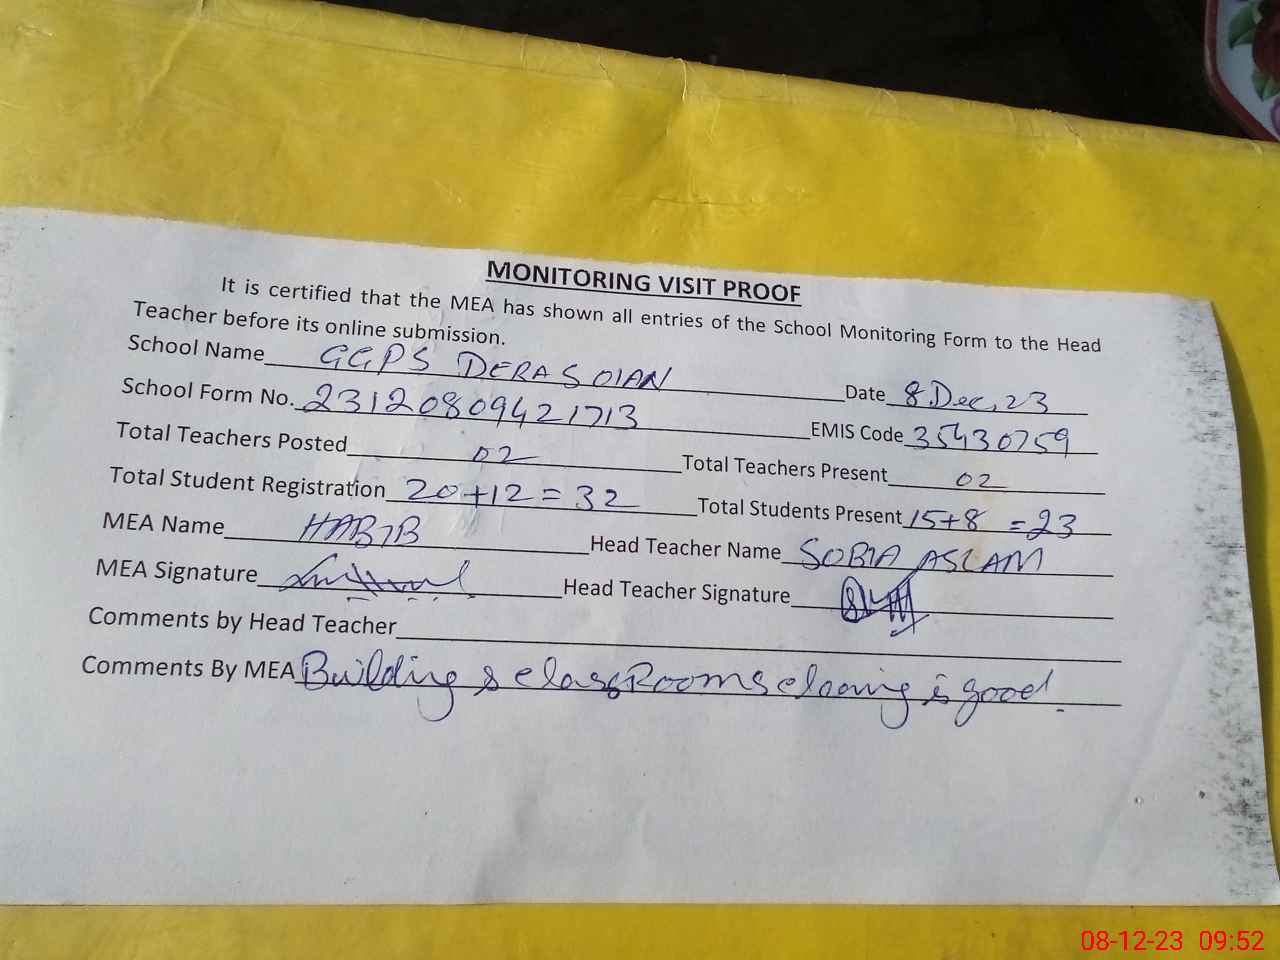 MONITORING VISIT PROOF
It is certified that the MEA has shown all entries of the School Monitoring Form to the Head
Teacher before its online submission.
School Name GGPS DERA SOIAN Date 8.Dec,23
School Form No. 23120809421713 EMIS Code 35430759
Total Teachers Posted 02 Total Teachers Present 02
Total Student Registration 20+12=32 Total Students Present 15+8=23
MEA Name HABIB Head Teacher Name SOBIA ASLAM
MEA Signature Head Teacher Signature
Comments by Head Teacher
Comments By MEA Building & classRooms is good.
08-12-23 09:52